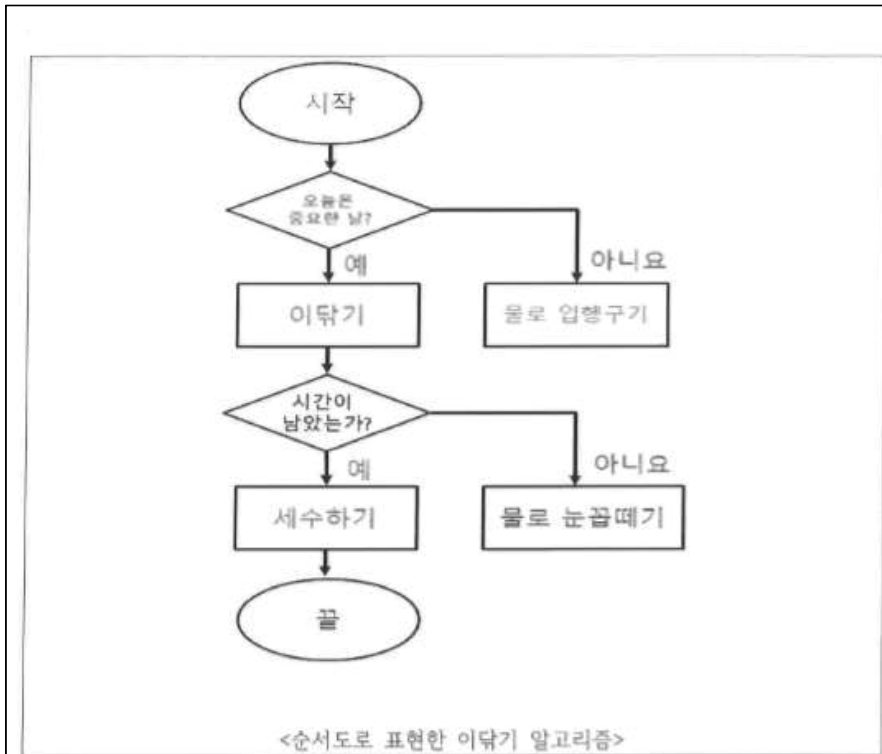 시작
오늘은
중요한 날?
예
아니요
이닦기
물로 입헹구기
시간이
남았는가?
예
아니요
세수하기
물로 눈꼽떼기
끝
<순서도로 표현한 이닦기 알고리즘>